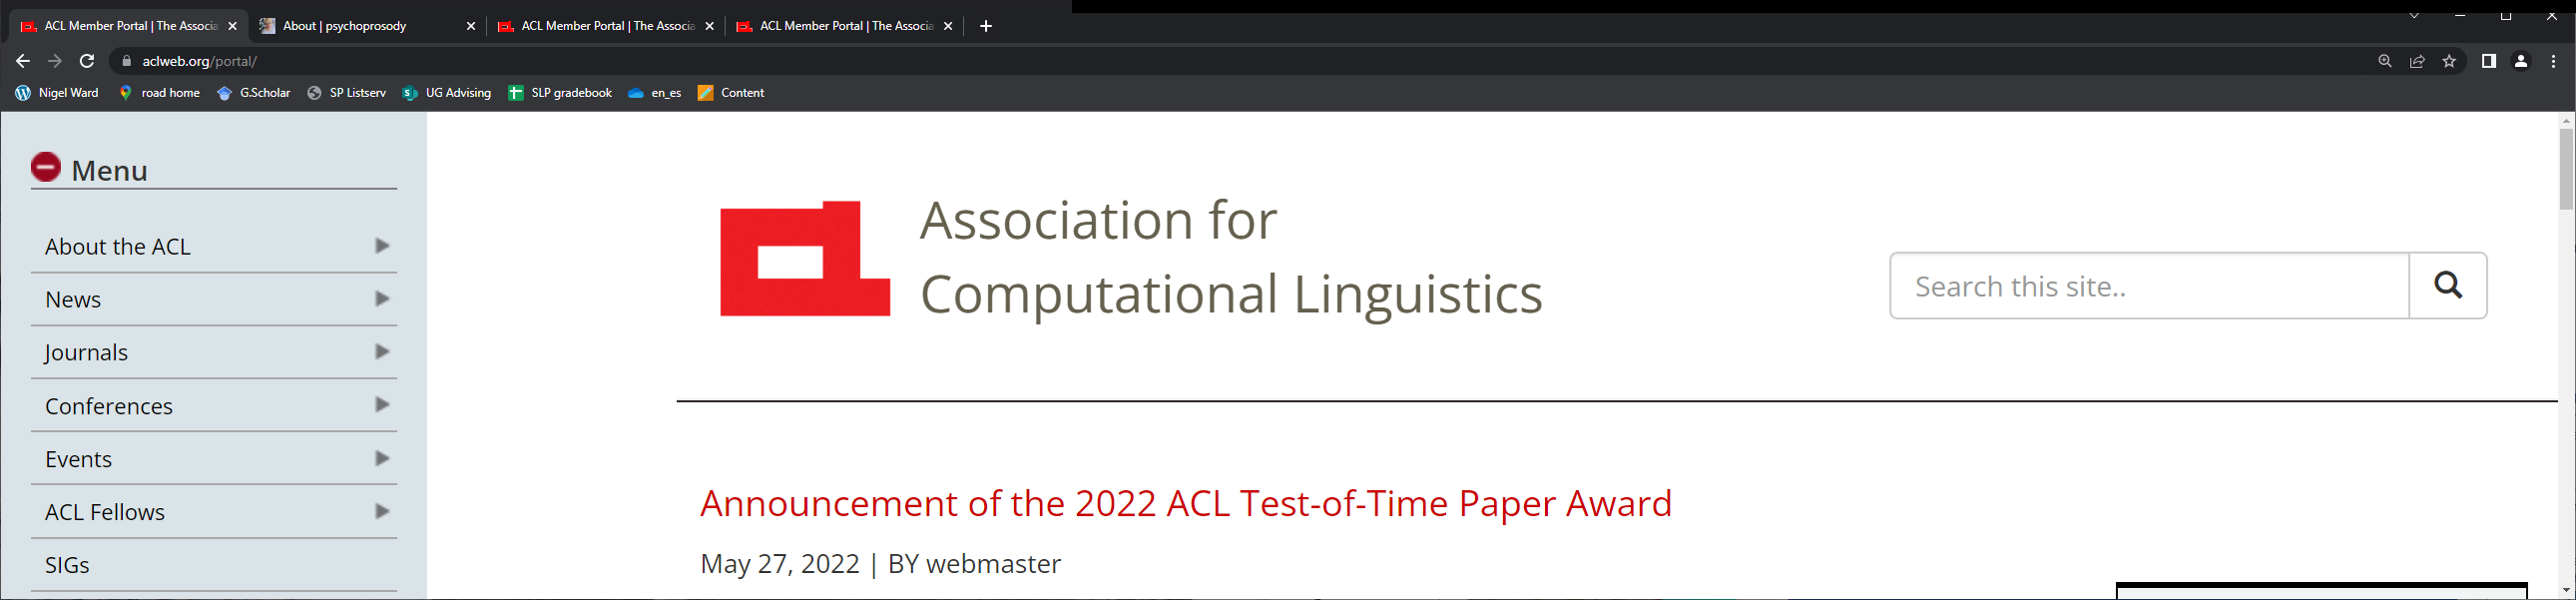 ACL Member Portal | The Associa
About | psychoprosody
ACL Member Portal | The Associa
ACL Member Portal | The Associa
aclweb.org/portal/
Nigel Ward
road home
G.Scholar
SP Listserv
UG Advising
SLP gradebook
en_es
Content
Menu
About the ACL
News
Journals
Conferences
Events
ACL Fellows
SIGs
Association for
Computational Linguistics
Search this site..
Announcement of the 2022 ACL Test-of-Time Paper Award
May 27, 2022 | BY webmaster